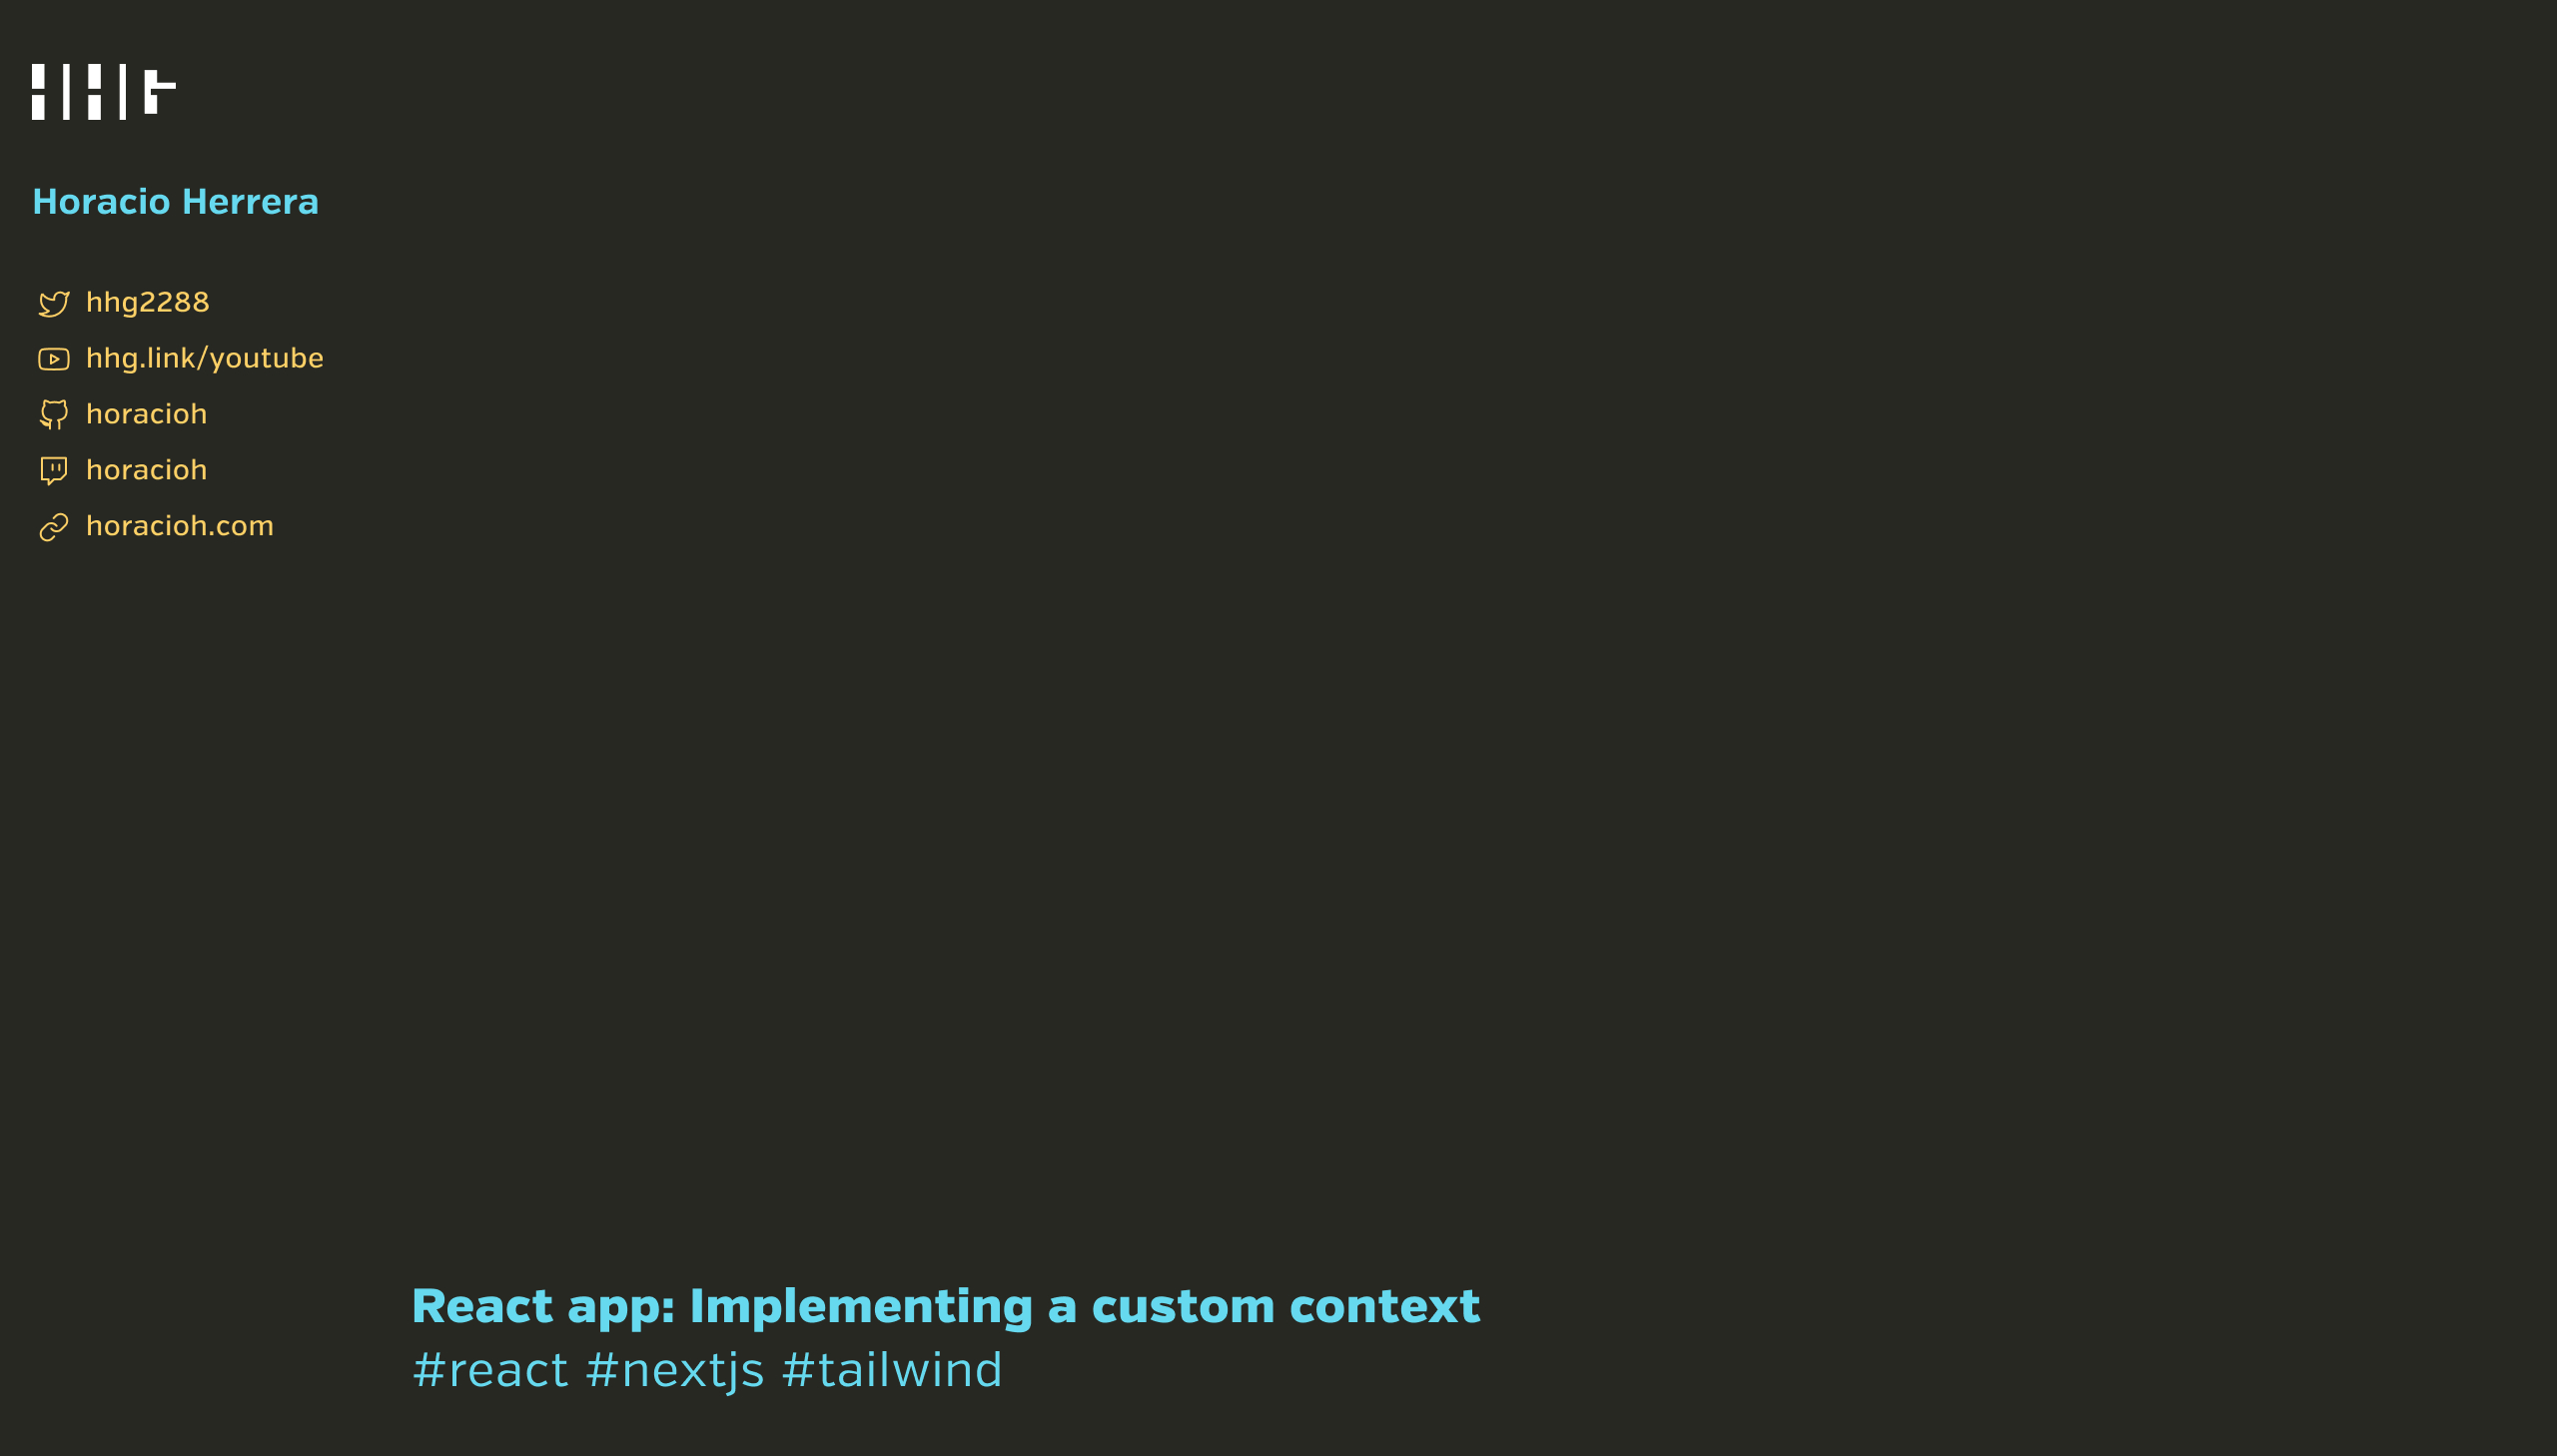 Horacio Herrera
hhg2288
hhg.link/youtube
horacioh
horacioh
horacioh.com
React app: Implementing a custom context
#react #nextjs #tailwind